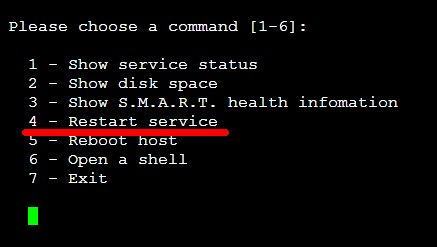 Please choose a command [1-6]:
1 - Show service status
2 - Show disk space
3 - Show S.M.A.R.T. health infomation
4 - Restart service
5 - Reboot host
6 - Open a shell
7 - Exit